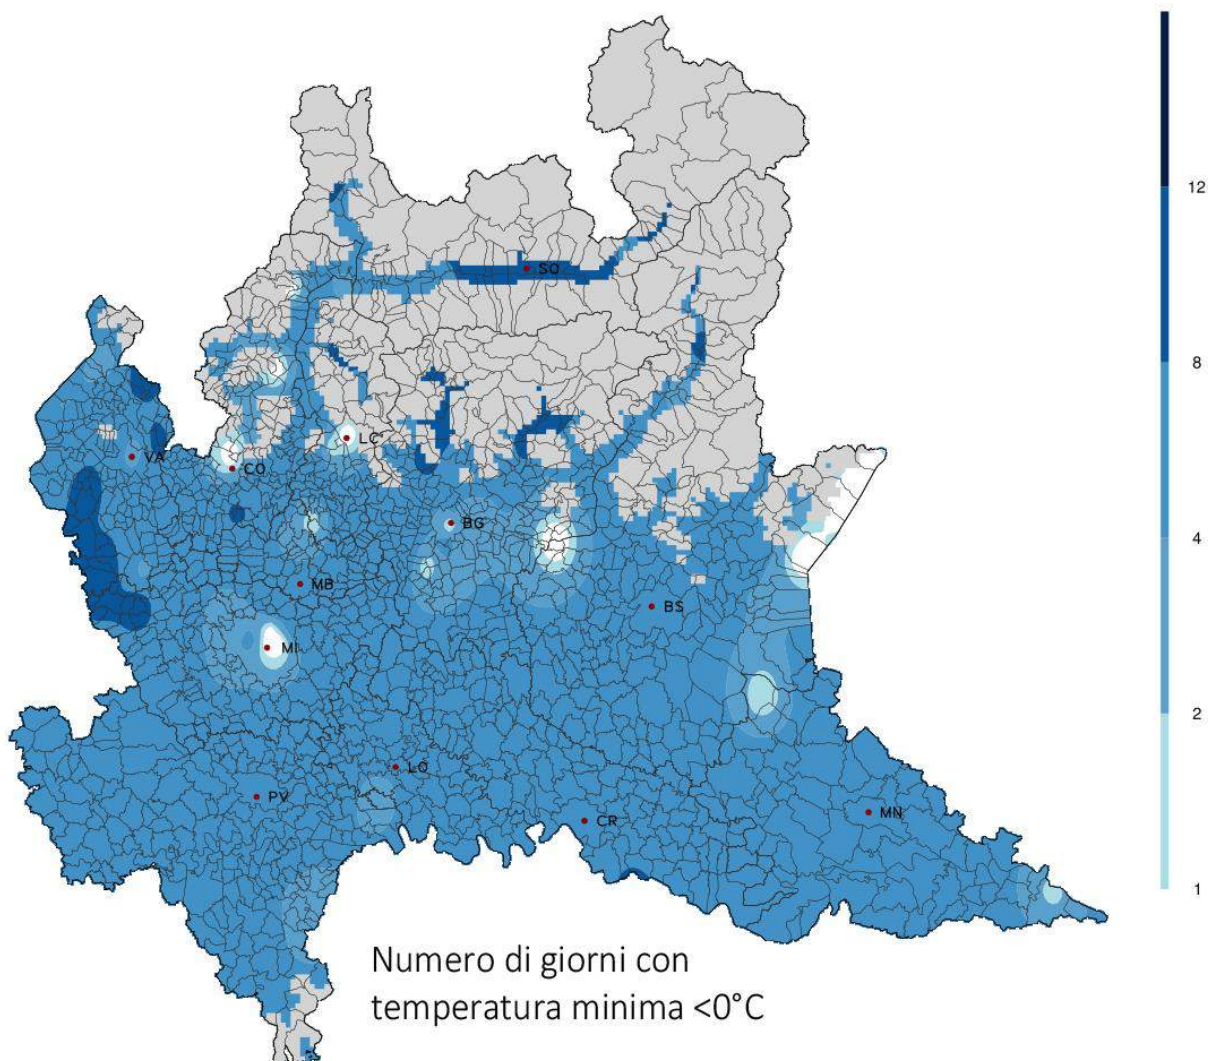 12
SO
8
LC
VA
CO
BG
4
MB
BS
MI
2
LO
PV
MN
CR
1
Numero di giorni con
temperatura minima <0°C